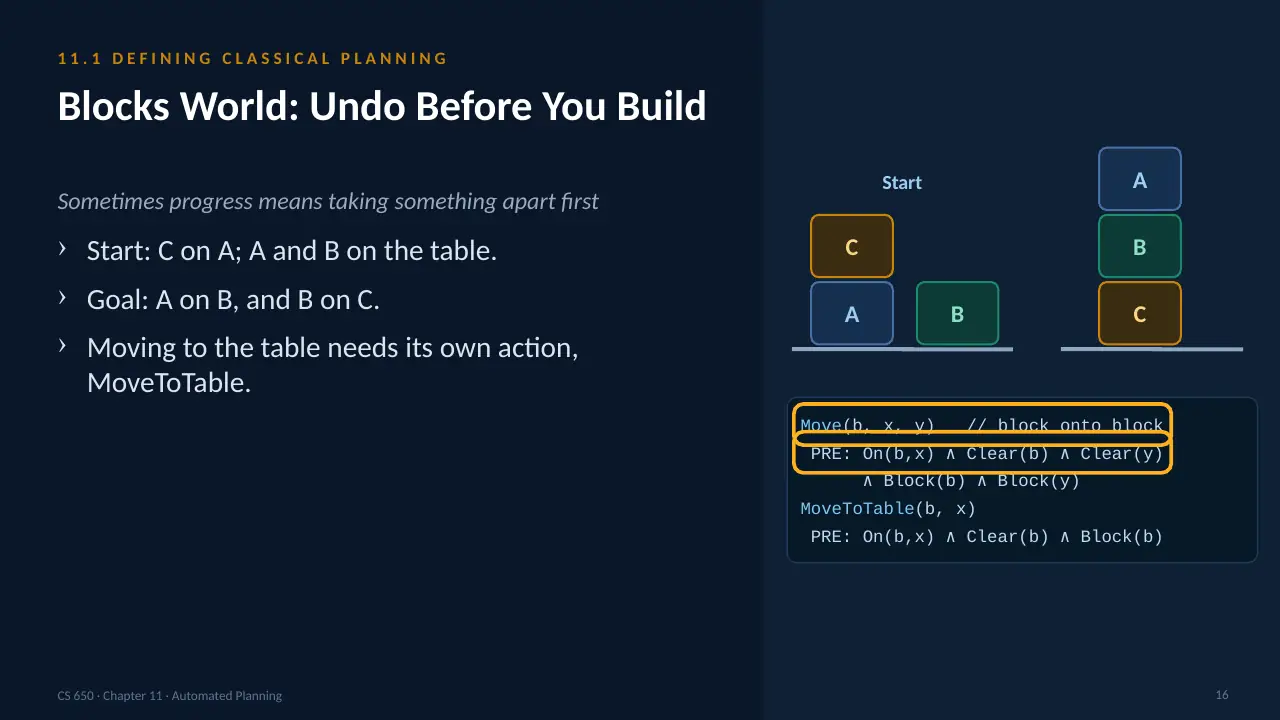 11.1 DEFINING CLASSICAL PLANNING
Blocks World: Undo Before You Build
Sometimes progress means taking something apart first
› Start: C on A; A and B on the table.
› Goal: A on B, and B on C.
› Moving to the table needs its own action,
MoveToTable.
Start
C
A
B
A
B
C
Move(b, x, y)   // block onto block
PRE: On(b,x) ∧ Clear(b) ∧ Clear(y)
∧ Block(b) ∧ Block(y)
MoveToTable(b, x)
PRE: On(b,x) ∧ Clear(b) ∧ Block(b)
CS 650 · Chapter 11 · Automated Planning
16